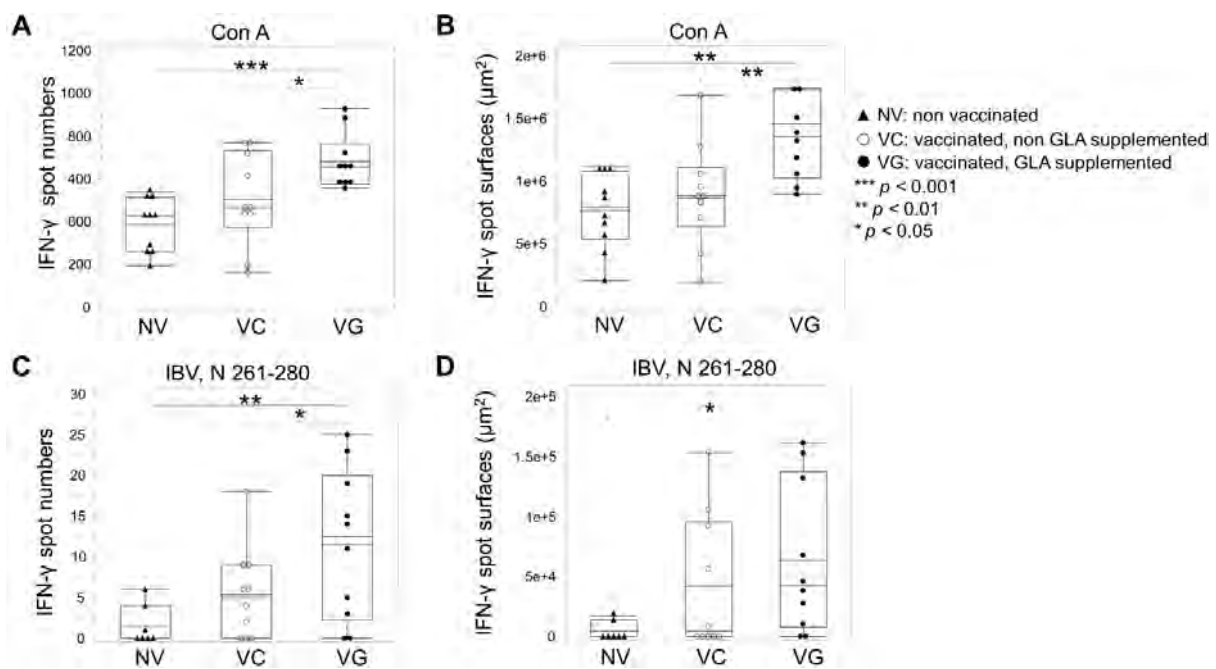 A
Con A
1200
1000
800
400
800
200
0
IFN-γ spot numbers
***
*
NV
VC
VG
B
Con A
2e+6
1.5e+6
1e+6
5e+5
0
IFN-γ spot surfaces (μm²)
**
**
NV
VC
VG
▲ NV: non vaccinated
○ VC: vaccinated, non GLA supplemented
● VG: vaccinated, GLA supplemented
*** p < 0.001
** p < 0.01
* p < 0.05
C
IBV, N 261-280
30
25
20
15
10
5
0
IFN-γ spot numbers
**
*
NV
VC
VG
D
IBV, N 261-280
2e+5
1.5e+5
1e+5
5e+4
0
IFN-γ spot surfaces (μm²)
*
NV
VC
VG